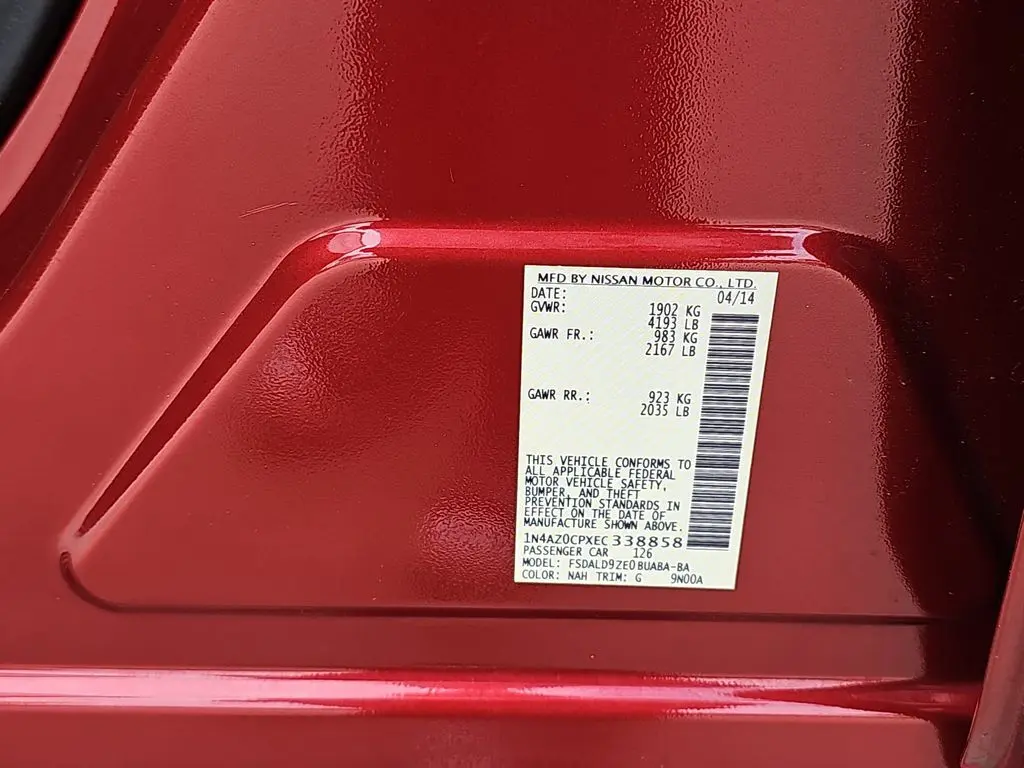 MFD BY NISSAN MOTOR CO., LTD.
DATE: 04/14
GVWR: 1902 KG
4193 LB
GAWR FR.: 983 KG
2167 LB
GAWR RR.: 923 KG
2035 LB
THIS VEHICLE CONFORMS TO
ALL APPLICABLE FEDERAL
MOTOR VEHICLE SAFETY,
BUMPER, AND THEFT
PREVENTION STANDARDS IN
EFFECT ON THE DATE OF
MANUFACTURE SHOWN ABOVE.
1N4AZ0CPXEC338858
PASSENGER CAR 126
MODEL: FSDALD9ZE0BUABA-BA
COLOR: NAH TRIM: G 9N00A